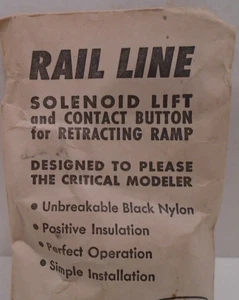 RAIL LINE
SOLENOID LIFT
and CONTACT BUTTON
for RETRACTING RAMP
DESIGNED TO PLEASE
THE CRITICAL MODELER
• Unbreakable Black Nylon
• Positive Insulation
• Perfect Operation
• Simple Installation